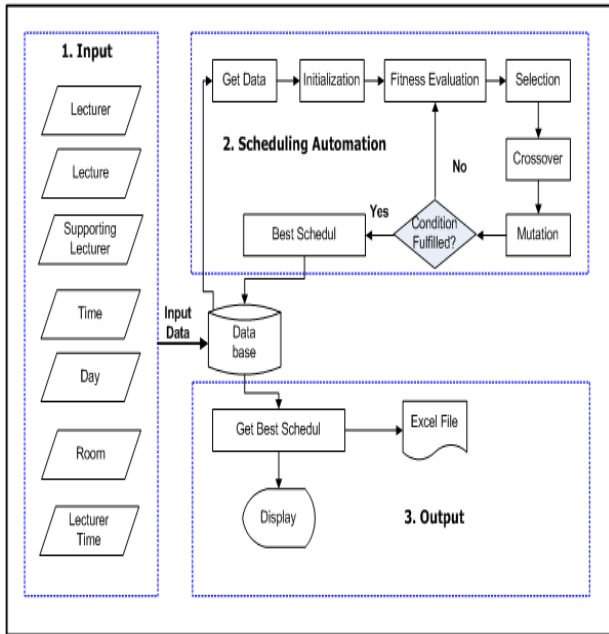 1. Input
Lecturer
Lecture
Supporting
Lecturer
Time
Day
Room
Lecturer
Time
Input
Data
Get Data
Initialization
Fitness Evaluation
Selection
2. Scheduling Automation
Crossover
No
Mutation
Condition
Fulfilled?
Yes
Best Schedul
Data
base
Get Best Schedul
Excel File
Display
3. Output